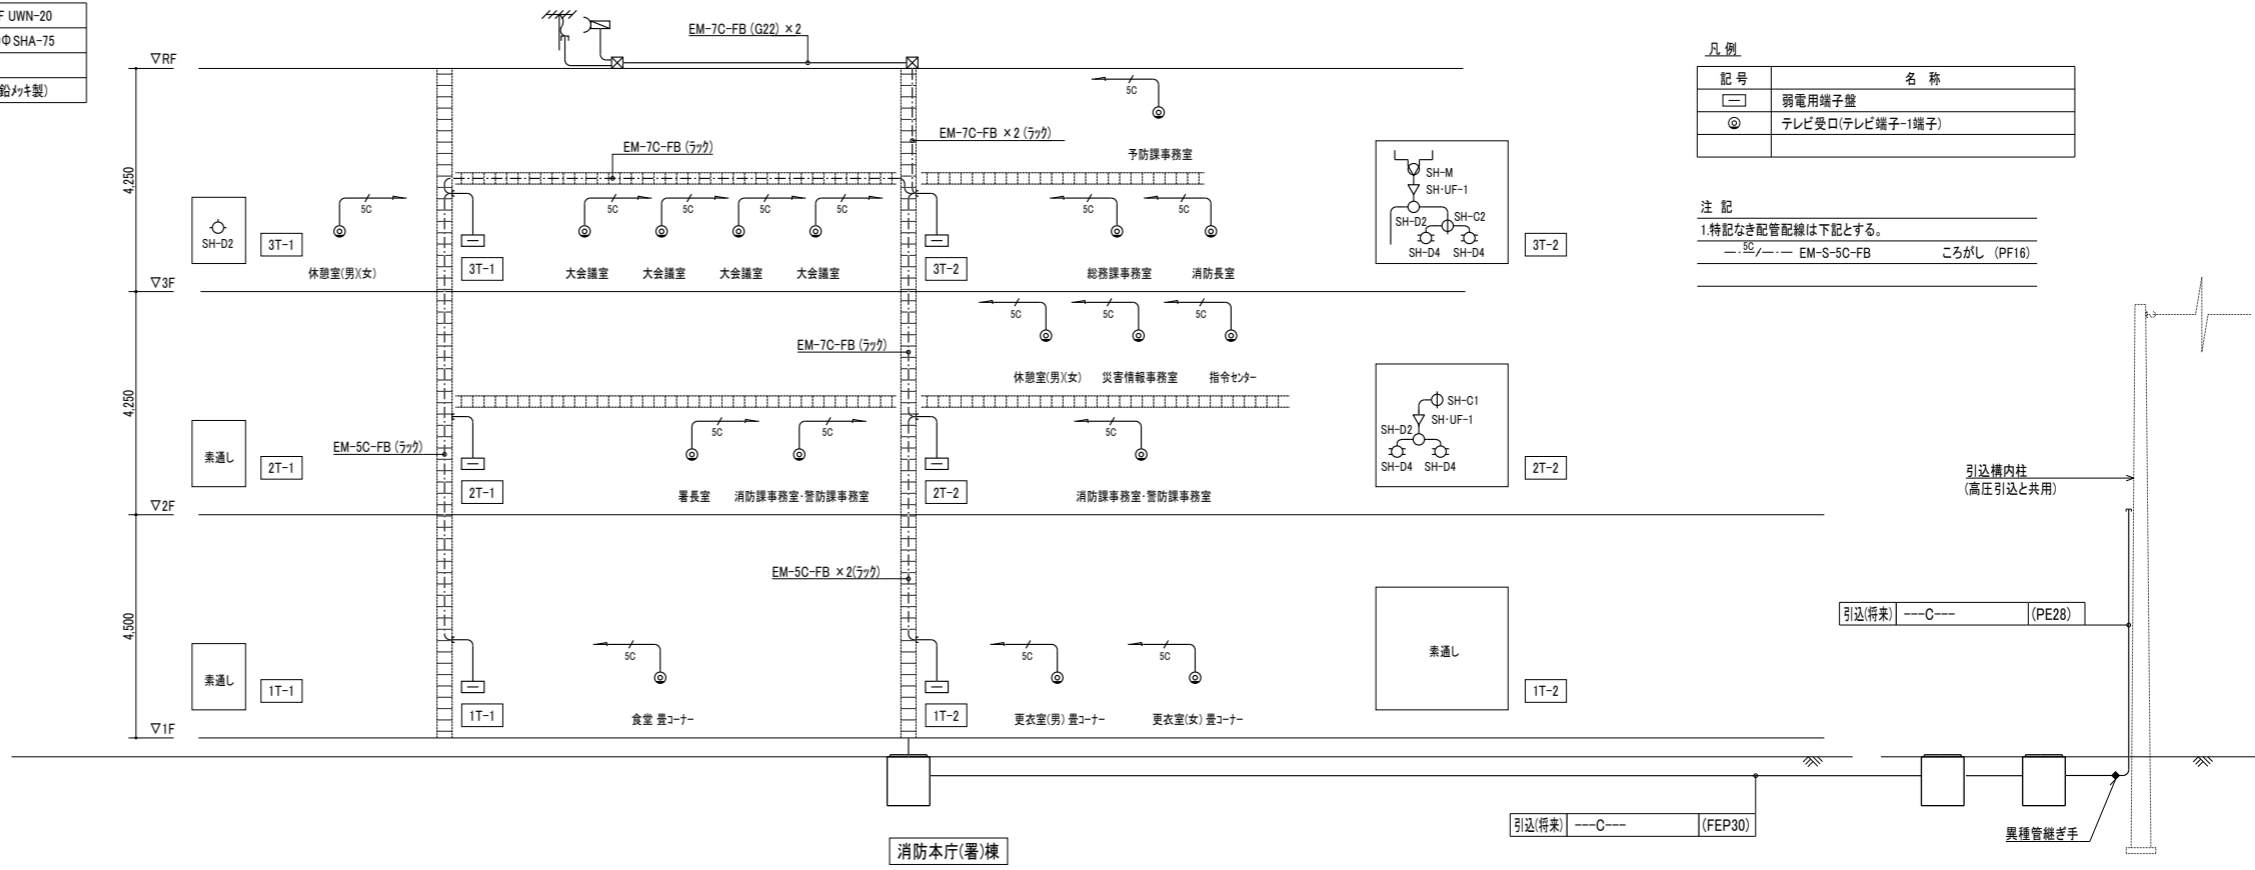 F UWN-20
Φ SHA-75
鉛メッキ製)
EM-7C-FB (G22) ×2
▽RF
5C
EM-7C-FB ×2 (ラック)
予防課事務室
EM-7C-FB (ラック)
4,250
SH-D2
3T-1
5C
休憩室(男)(女)
3T-1
5C
5C
5C
5C
大会議室
大会議室
大会議室
大会議室
3T-2
5C
5C
総務課事務室
消防長室
SH-M
SH・UF-1
SH-D2
SH-C2
SH-D4
SH-D4
3T-2
▽3F
5C
5C
5C
EM-7C-FB (ラック)
休憩室(男)(女)
災害情報事務室
指令センター
4,250
素通し
2T-1
EM-5C-FB (ラック)
2T-1
5C
5C
署長室
消防課事務室・警防課事務室
2T-2
5C
消防課事務室・警防課事務室
SH-C1
SH・UF-1
SH-D2
SH-D4
SH-D4
2T-2
▽2F
EM-5C-FB ×2(ラック)
4,500
素通し
1T-1
1T-1
5C
食堂 畳コーナー
1T-2
5C
5C
更衣室(男) 畳コーナー
更衣室(女) 畳コーナー
素通し
1T-2
▽1F
引込(将来) ---C--- (FEP30)
消防本庁(署)棟
凡 例
記 号 名 称
弱電用端子盤
テレビ受口(テレビ端子-1端子)
注 記
1.特記なき配管配線は下記とする。
5C EM-S-5C-FB ころがし (PF16)
引込構内柱
(高圧引込と共用)
引込(将来) ---C--- (PE28)
異種管継ぎ手